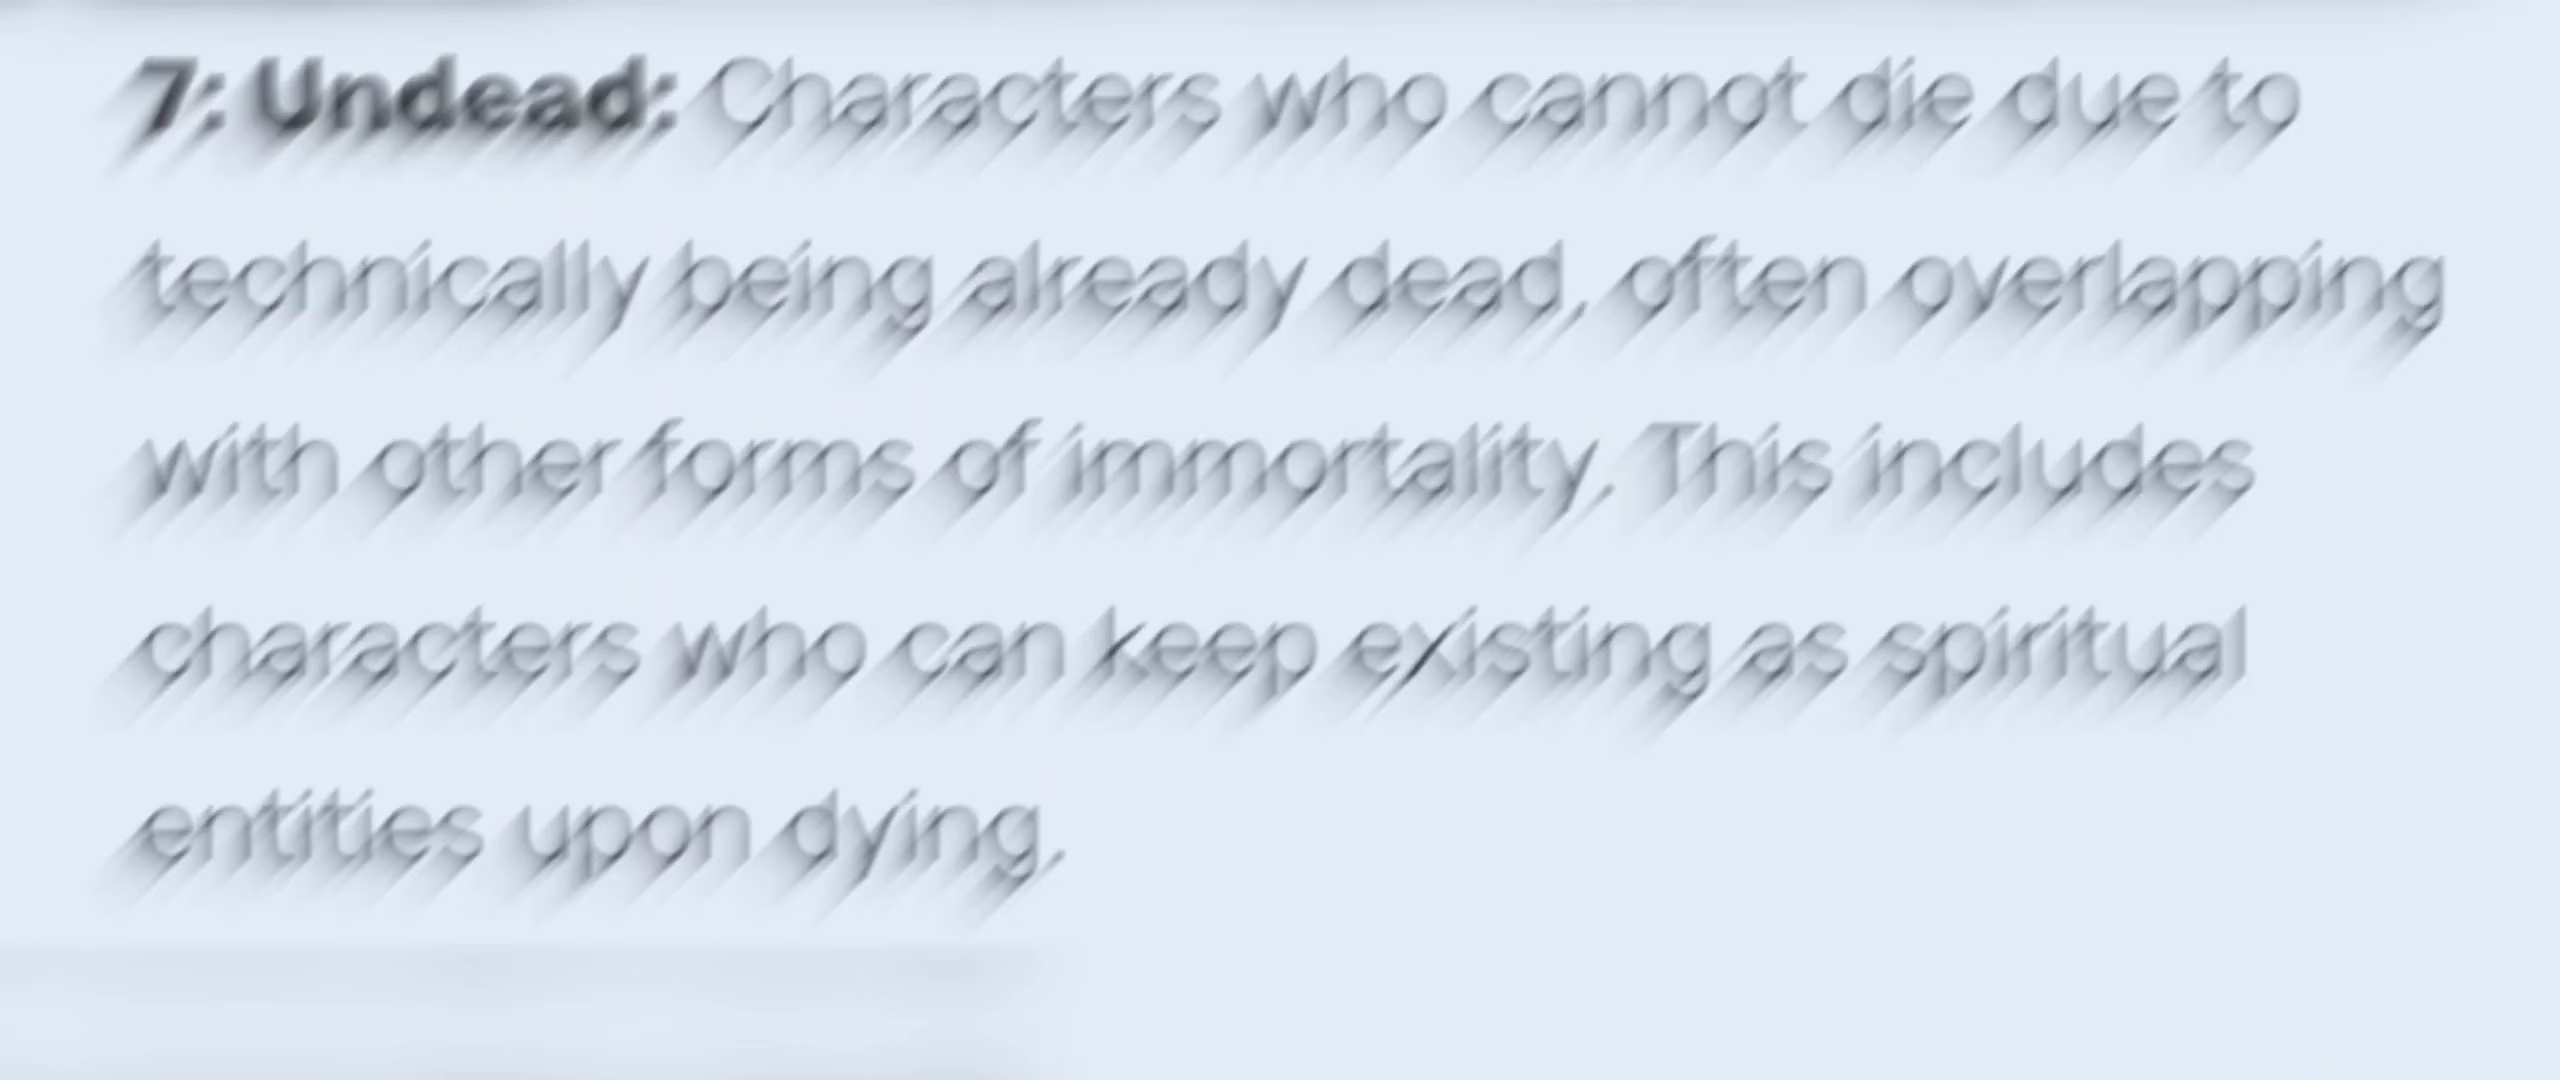 7: Undead: Characters who cannot die due to
technically being already dead, often overlapping
with other forms of immortality. This includes
characters who can keep existing as spiritual
entities upon dying.